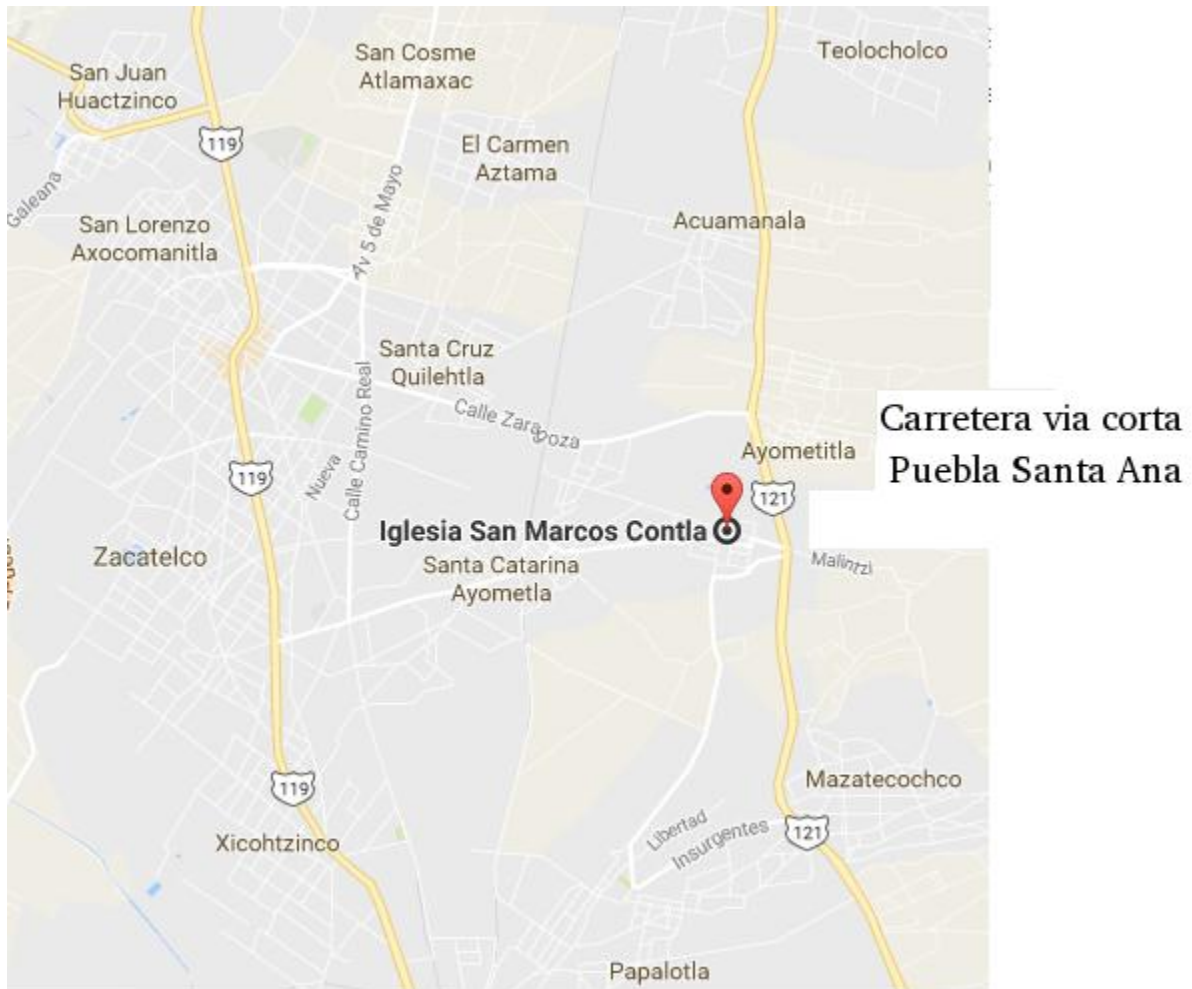 Teolocholco
San Cosme
Atlamaxac
San Juan
Huactzinco
119
El Carmen
Aztama
Galeana
Av 5 de Mayo
San Lorenzo
Axocomanitla
Acuamanala
Santa Cruz
Quilehtla
Calle Camino Real
Calle Zaragoza
Carretera via corta
Puebla Santa Ana
Ayometitla
119
Nueva
121
Iglesia San Marcos Contla
Zacatelco
Santa Catarina
Ayometla
Malintzi
119
Mazatecochco
Xicohtzinco
Libertad
Insurgentes
121
Papalotla